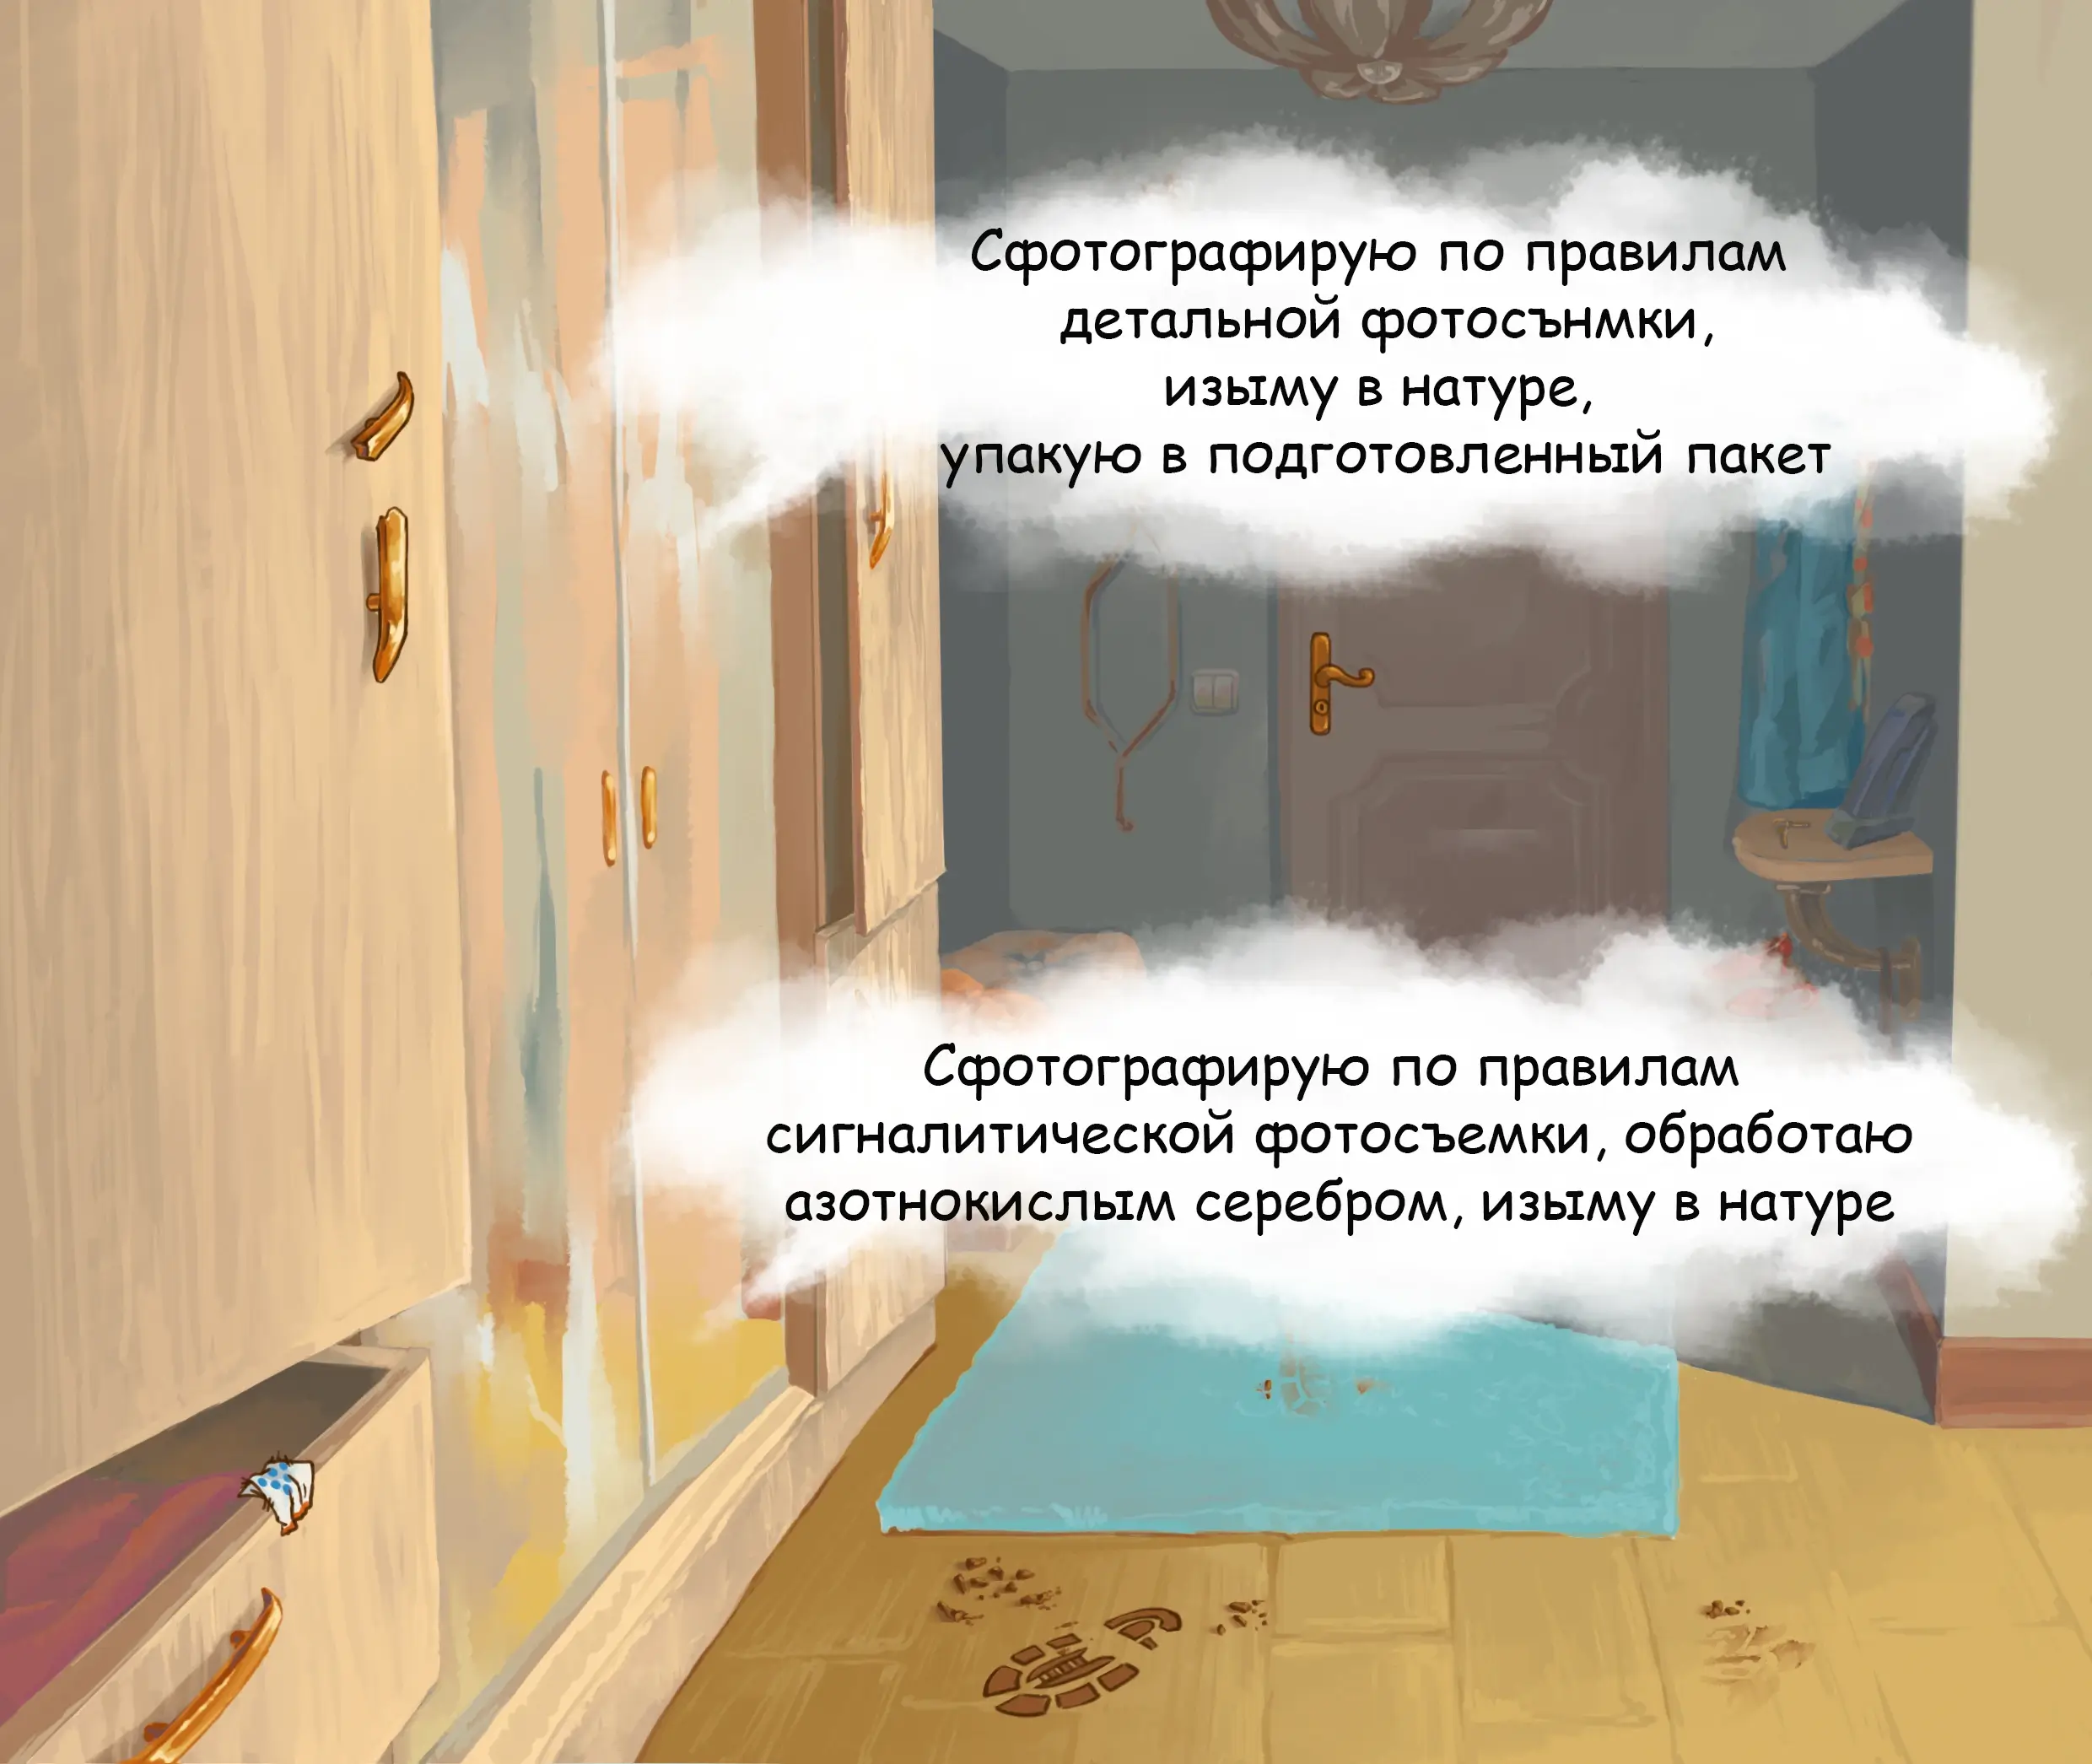 Сфотографирую по правилам
детальной фотосънмки,
изыму в натуре,
упакую в подготовленный пакет
Сфотографирую по правилам
сигналитической фотосъемки, обработаю
азотнокислым серебром, изыму в натуре